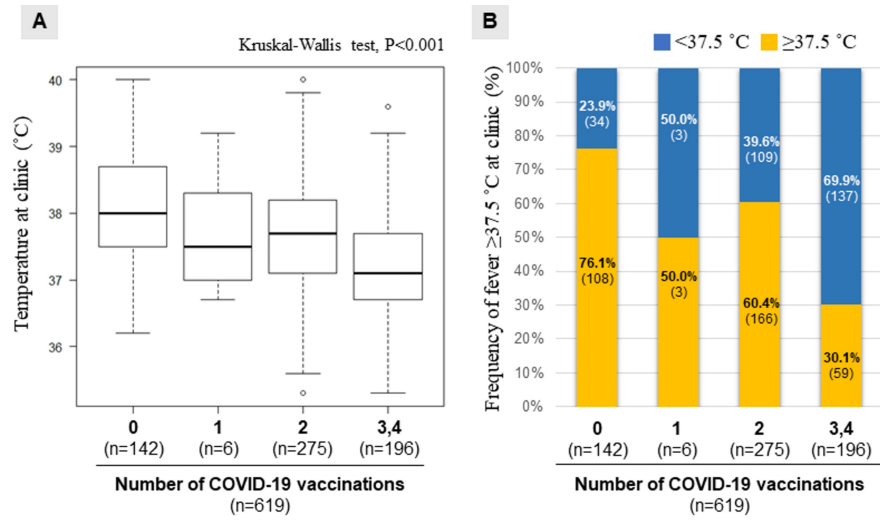 A
Kruskal-Wallis test, P<0.001
Temperature at clinic (˚C)
40
39
38
37
36
0
1
2
3,4
(n=142)
(n=6)
(n=275)
(n=196)
Number of COVID-19 vaccinations
(n=619)
B
<37.5 ˚C
≥37.5 ˚C
Frequency of fever ≥37.5 ˚C at clinic (%)
100%
90%
80%
70%
60%
50%
40%
30%
20%
10%
0%
23.9%
(34)
76.1%
(108)
50.0%
(3)
50.0%
(3)
39.6%
(109)
60.4%
(166)
69.9%
(137)
30.1%
(59)
0
1
2
3,4
(n=142)
(n=6)
(n=275)
(n=196)
Number of COVID-19 vaccinations
(n=619)